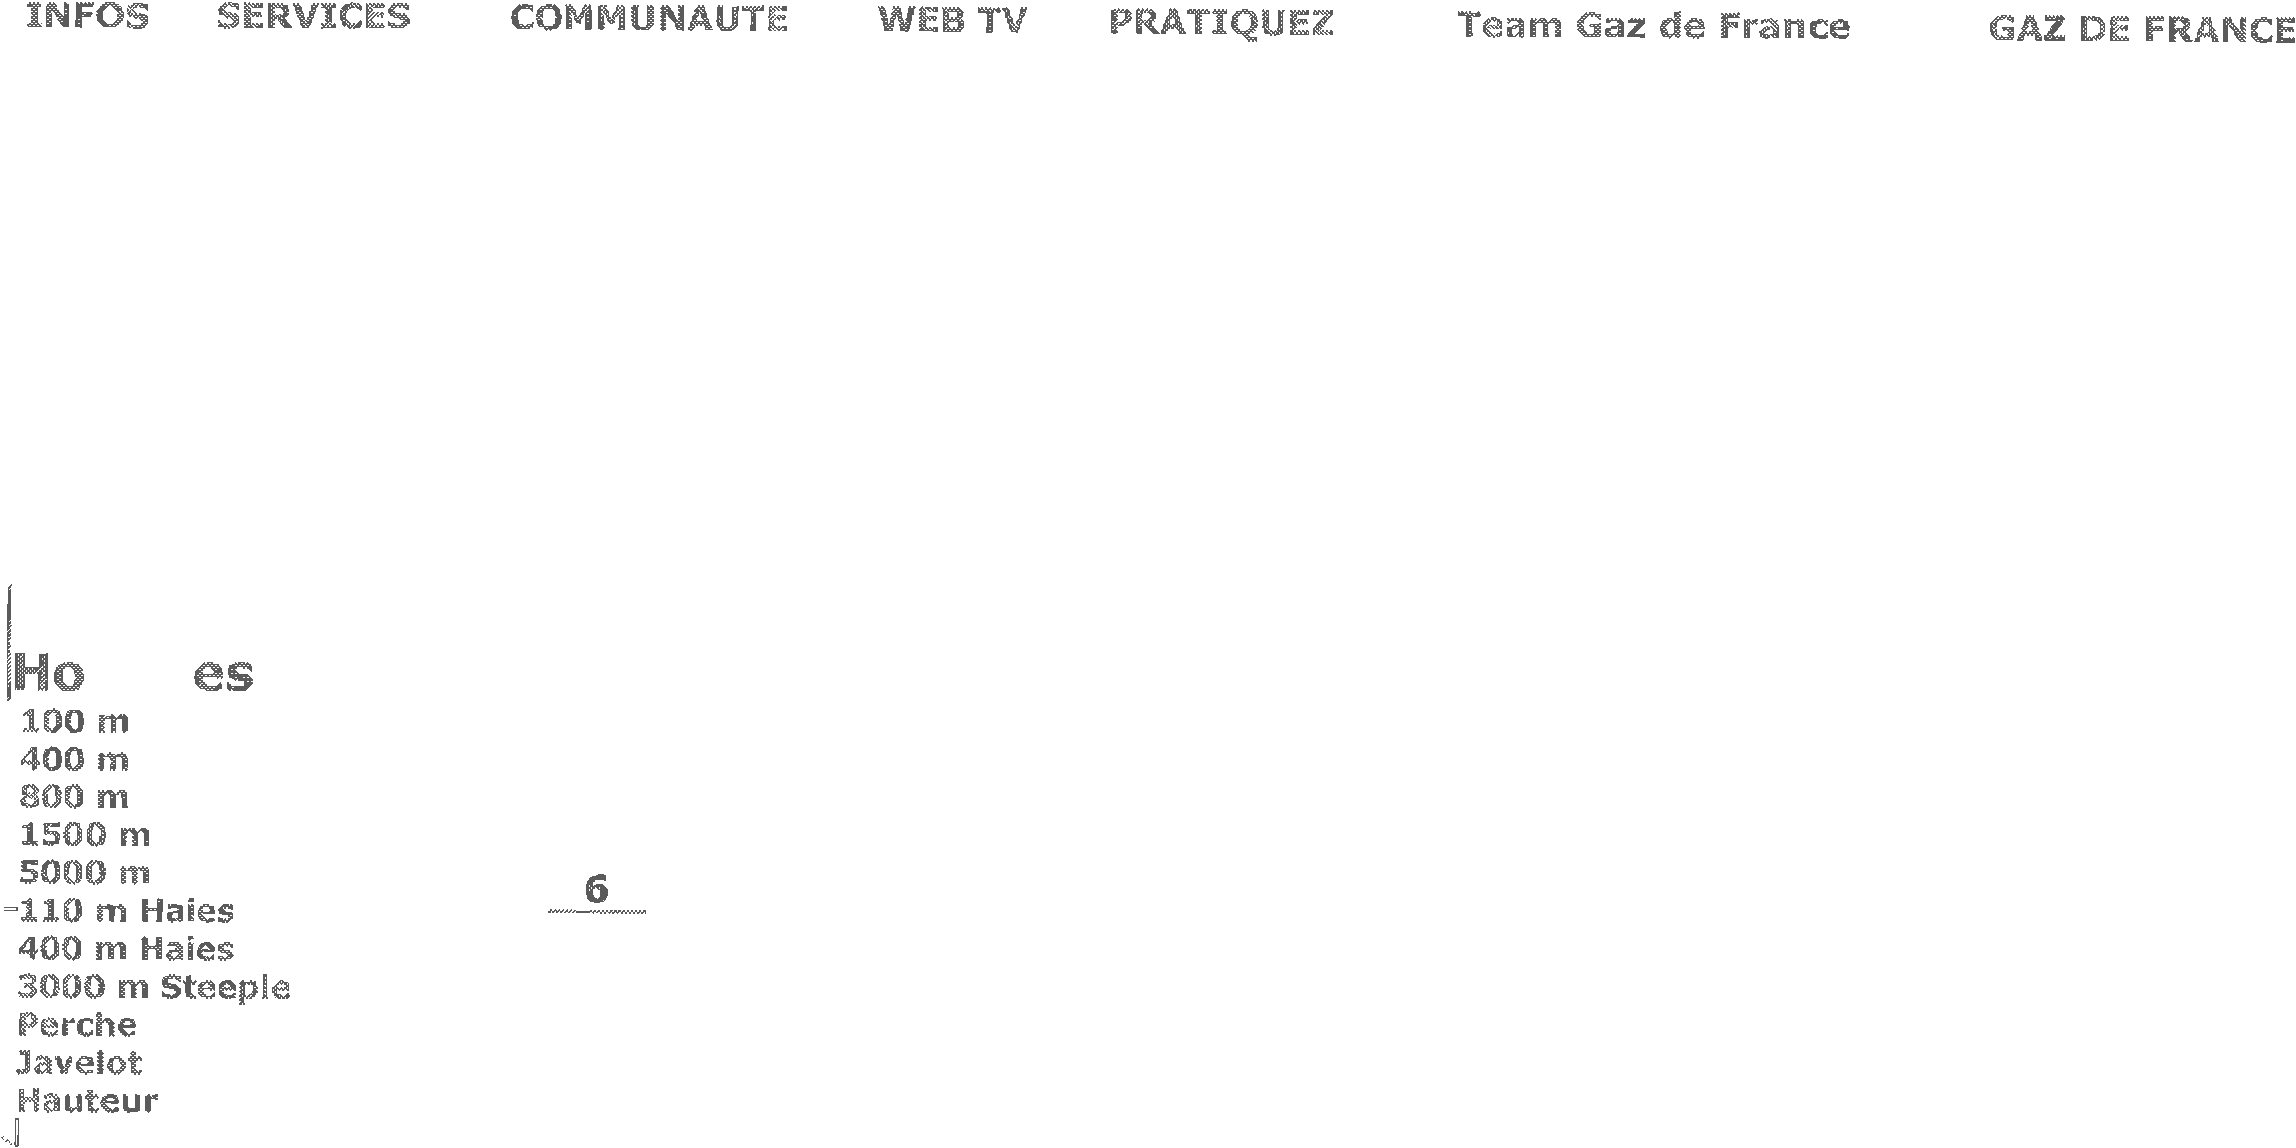 INFOS SERVICES COMMUNAUTE WEB TV PRATIQUEZ Team Gaz de France GAZ DE FRANCE
Ho es
100 m
400 m
800 m
1500 m
5000 m
6
-110 m Haies
400 m Haies
3000 m Steeple
Perche
Javelot
Hauteur